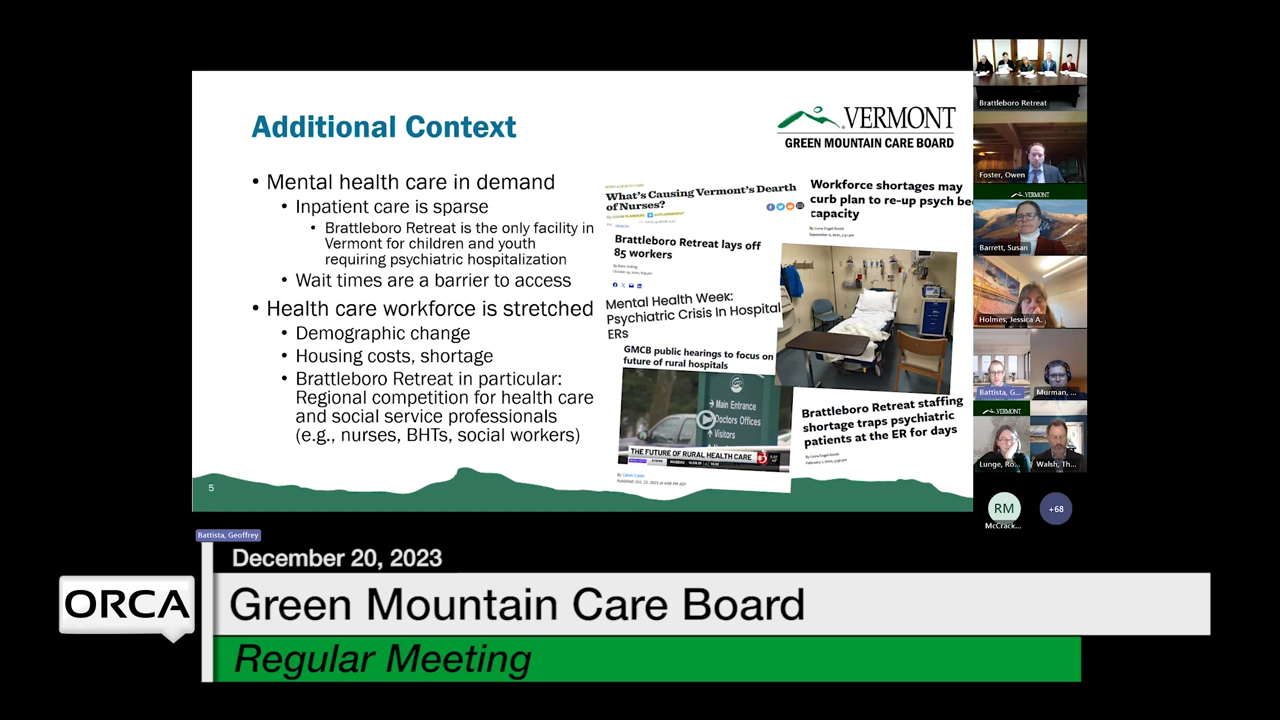 Additional Context
VERMONT
GREEN MOUNTAIN CARE BOARD
• Mental health care in demand
• Inpatient care is sparse
• Brattleboro Retreat is the only facility in
Vermont for children and youth
requiring psychiatric hospitalization
• Wait times are a barrier to access
• Health care workforce is stretched
• Demographic change
• Housing costs, shortage
• Brattleboro Retreat in particular:
Regional competition for health care
and social service professionals
(e.g., nurses, BHTs, social workers)
What's Causing Vermont's Dearth
of Nurses?
Workforce shortages may
curb plan to re-up psych be
capacity
Brattleboro Retreat lays off
85 workers
Mental Health Week:
Psychiatric Crisis In Hospital
ERs
GMCB public hearings to focus on
future of rural hospitals
Main Entrance
Doctors Offices
Visitors
THE FUTURE OF RURAL HEALTH CARE
Brattleboro Retreat staffing
shortage traps psychiatric
patients at the ER for days
5
Brattleboro Retreat
Foster, Owen
VERMONT
Barrett, Susan
Holmes, Jessica A.
Battista, G...
Murman, ...
VERMONT
Lunge, Ro...
Walsh, Th...
RM
McCrack...
+68
Battista, Geoffrey
December 20, 2023
ORCA
Green Mountain Care Board
Regular Meeting